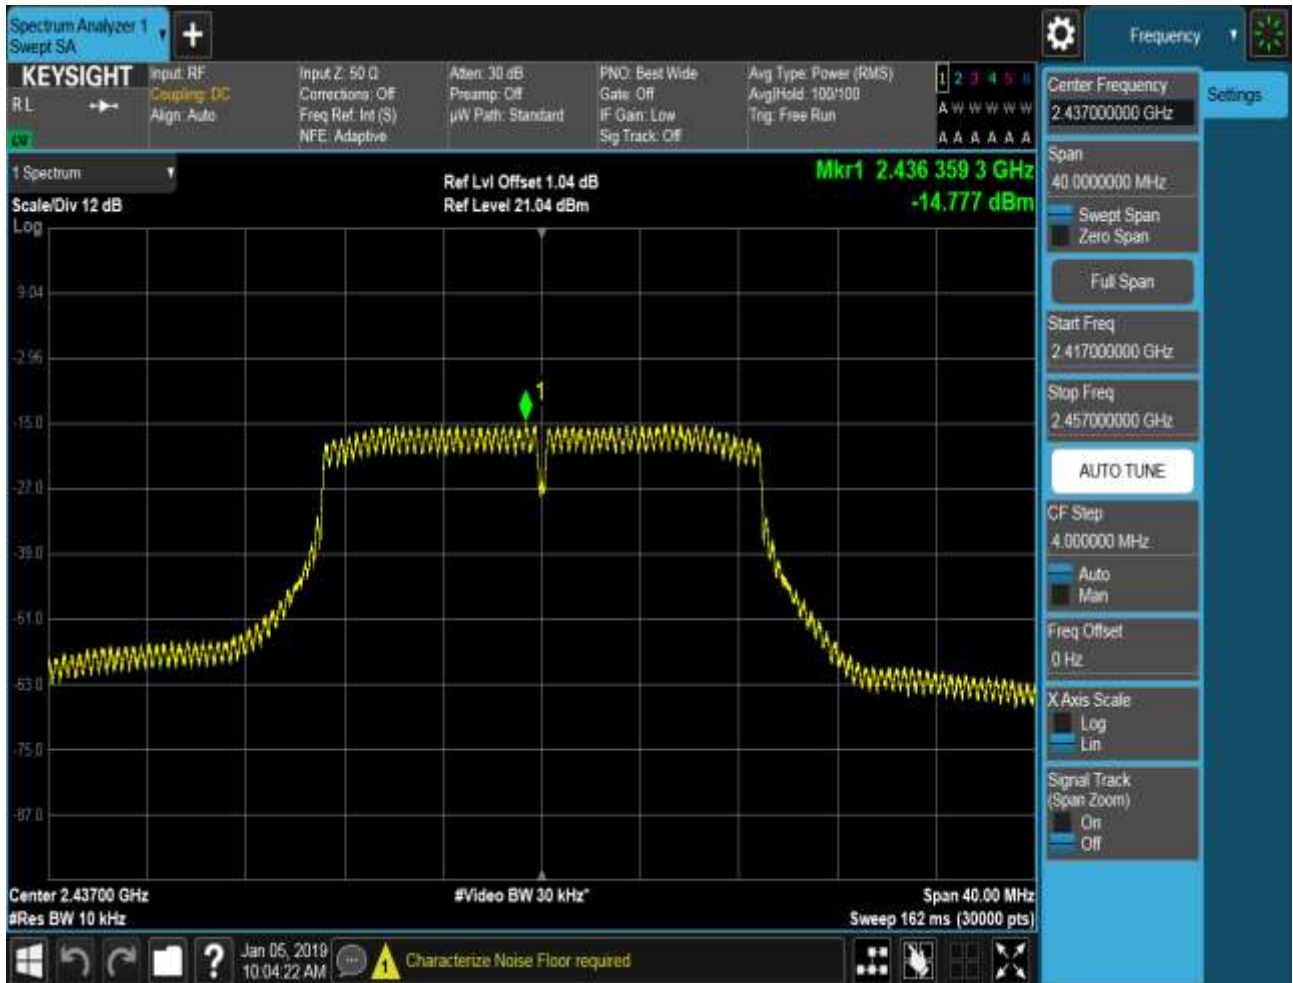 Spectrum Analyzer 1
Swept SA
+
Frequency
KEYSIGHT
RL
Input: RF
Coupling: DC
Align: Auto
Input Z: 50 Ω
Corrections: Off
Freq Ref: Int (S)
NFE: Adaptive
Atten: 30 dB
Preamp: Off
µW Path: Standard
PNO: Best Wide
Gate: Off
IF Gain: Low
Sig Track: Off
Avg Type: Power (RMS)
Avg|Hold: 100/100
Trig: Free Run
1 2 3 4 5 6
A W W W W W
A A A A A A
1 Spectrum
Scale/Div 12 dB
Log
Ref Lvl Offset 1.04 dB
Ref Level 21.04 dBm
Mkr1 2.436 359 3 GHz
-14.777 dBm
9.04
-2.96
-15.0
-27.0
-39.0
-51.0
-63.0
-75.0
-87.0
1
Center 2.43700 GHz
#Res BW 10 kHz
#Video BW 30 kHz*
Span 40.00 MHz
Sweep 162 ms (30000 pts)
?
Jan 05, 2019
10:04:22 AM
1
Characterize Noise Floor required
Center Frequency
2.437000000 GHz
Settings
Span
40.0000000 MHz
Swept Span
Zero Span
Full Span
Start Freq
2.417000000 GHz
Stop Freq
2.457000000 GHz
AUTO TUNE
CF Step
4.000000 MHz
Auto
Man
Freq Offset
0 Hz
X Axis Scale
Log
Lin
Signal Track
(Span Zoom)
On
Off